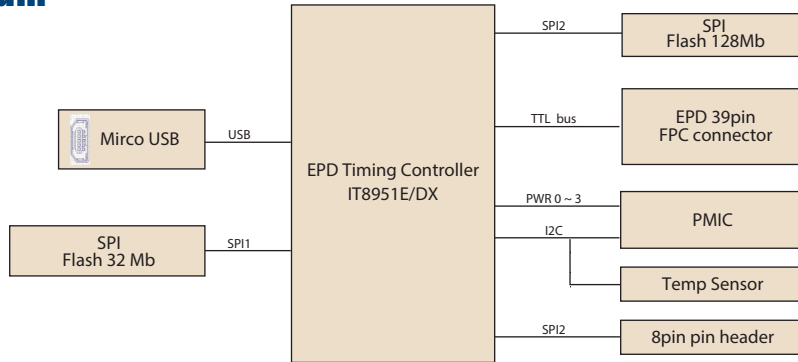 Mirco USB
USB
SPI
Flash 32 Mb
SPI1
EPD Timing Controller
IT8951E/DX
SPI2
SPI
Flash 128Mb
TTL bus
EPD 39pin
FPC connector
PWR 0 ~ 3
I2C
PMIC
Temp Sensor
SPI2
8pin pin header